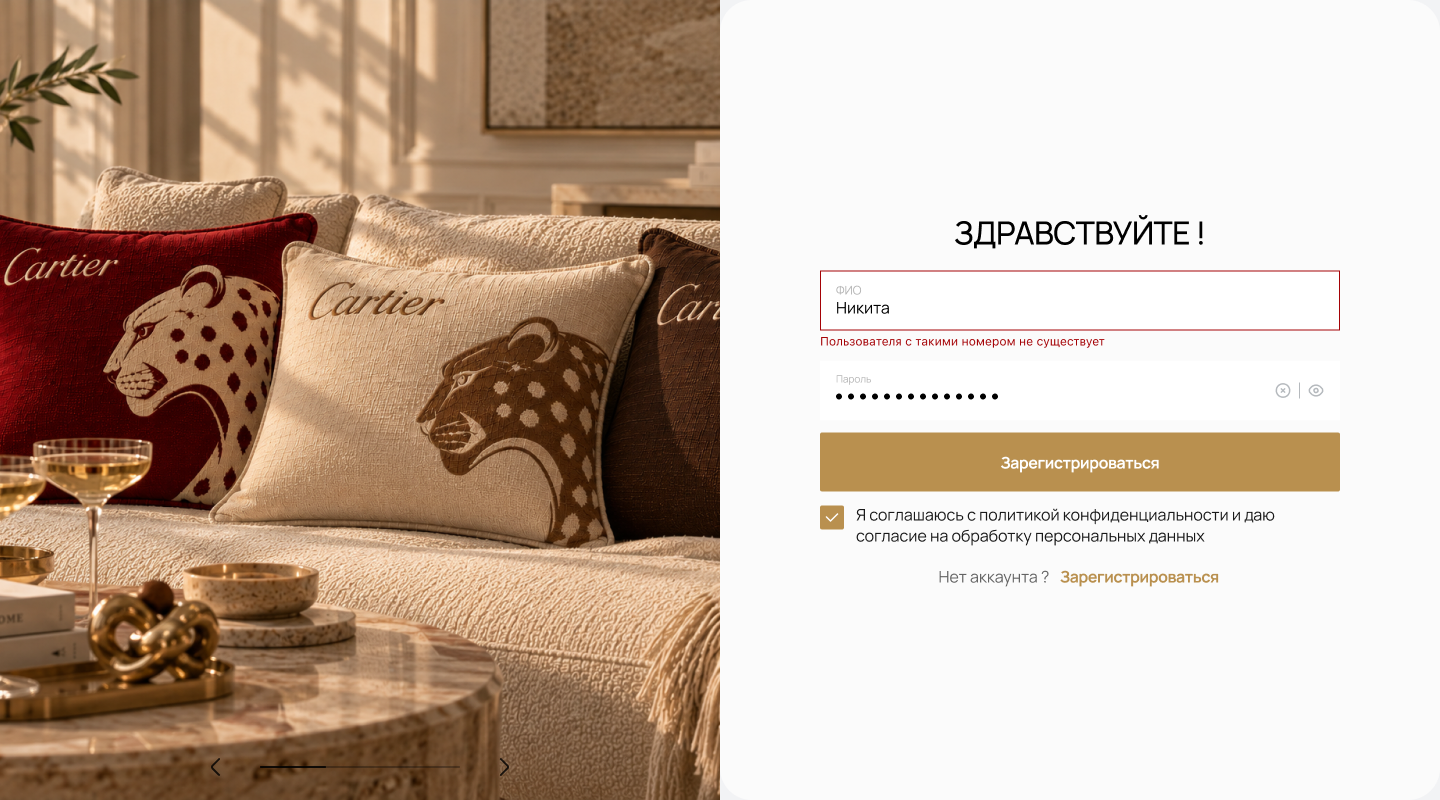 Cartier
Cartier
Car
OME
ЗДРАВСТВУЙТЕ !
ФИО
Никита
Пользователя с такими номером не существует
Пароль
Зарегистрироваться
Я соглашаюсь с политикой конфиденциальности и даю
согласие на обработку персональных данных
Нет аккаунта ? Зарегистрироваться